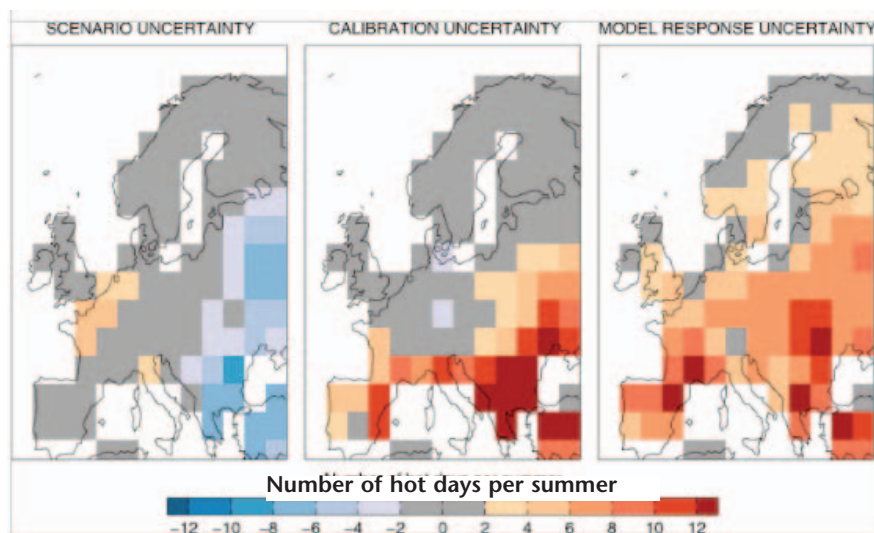 SCENARIO UNCERTAINTY
CALIBRATION UNCERTAINTY
MODEL RESPONSE UNCERTAINTY
Number of hot days per summer
−12 −10 −8 −6 −4 −2 0 2 4 6 8 10 12